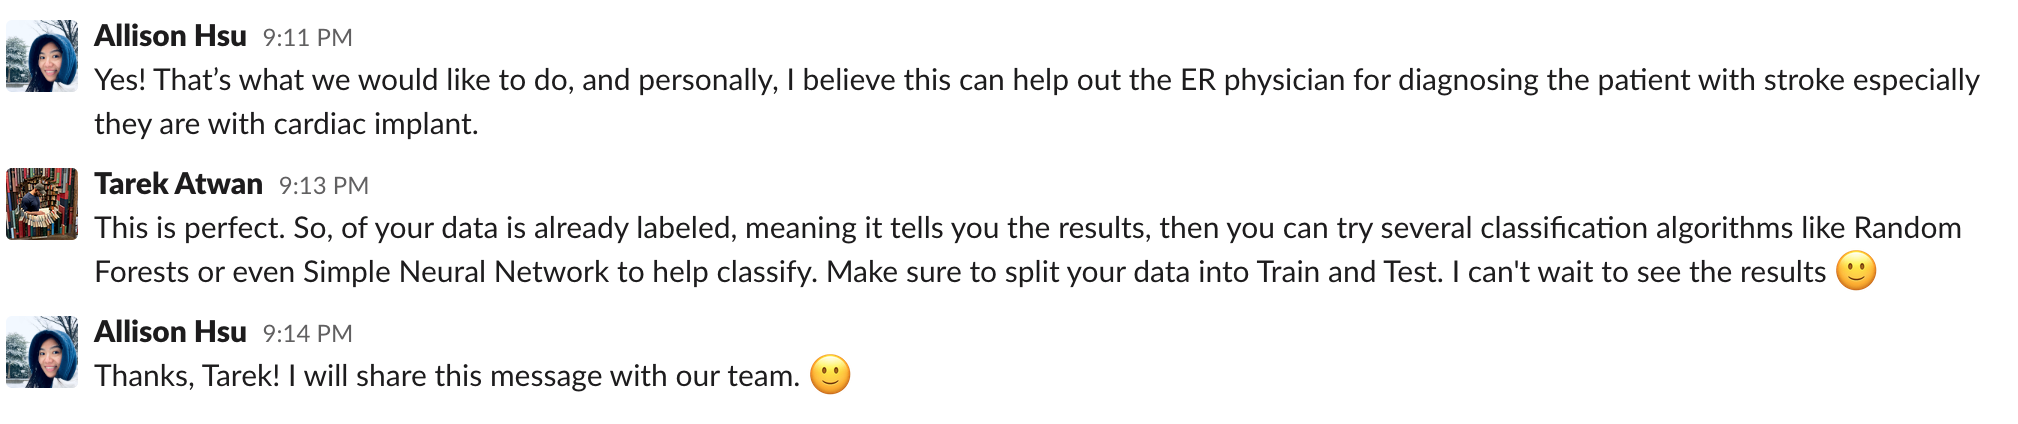 Allison Hsu 9:11 PM
Yes! That’s what we would like to do, and personally, I believe this can help out the ER physician for diagnosing the patient with stroke especially
they are with cardiac implant.
Tarek Atwan 9:13 PM
This is perfect. So, of your data is already labeled, meaning it tells you the results, then you can try several classification algorithms like Random
Forests or even Simple Neural Network to help classify. Make sure to split your data into Train and Test. I can't wait to see the results 🙂
Allison Hsu 9:14 PM
Thanks, Tarek! I will share this message with our team. 🙂